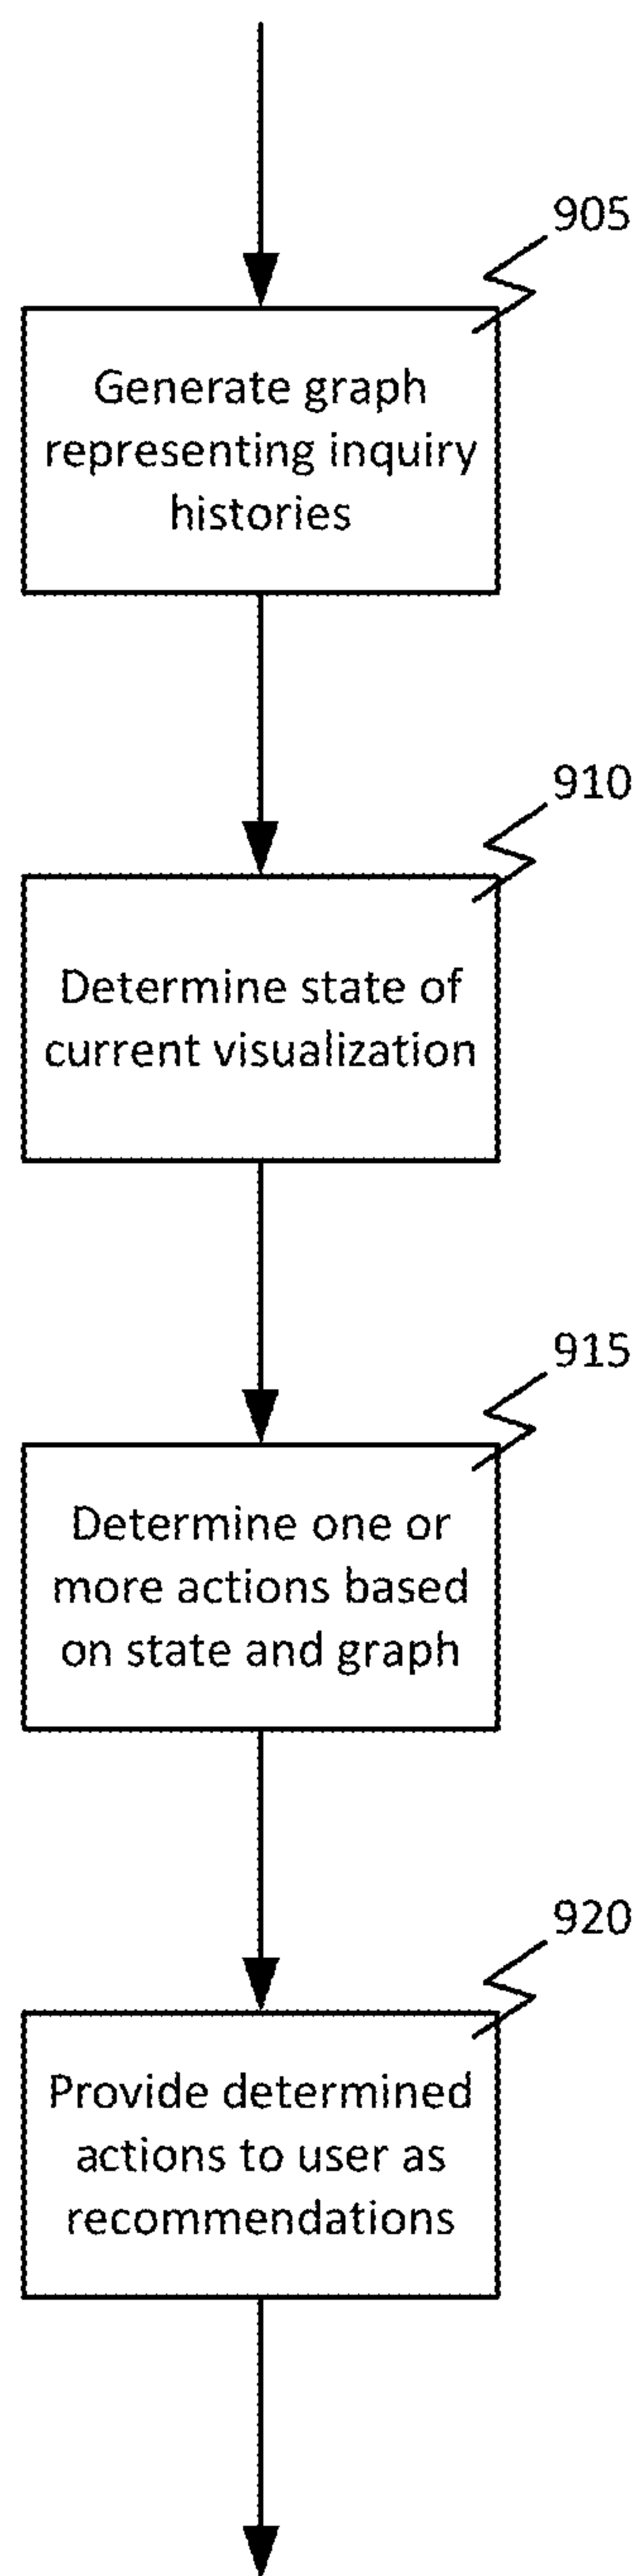 905
Generate graph
representing inquiry
histories
910
Determine state of
current visualization
915
Determine one or
more actions based
on state and graph
920
Provide determined
actions to user as
recommendations